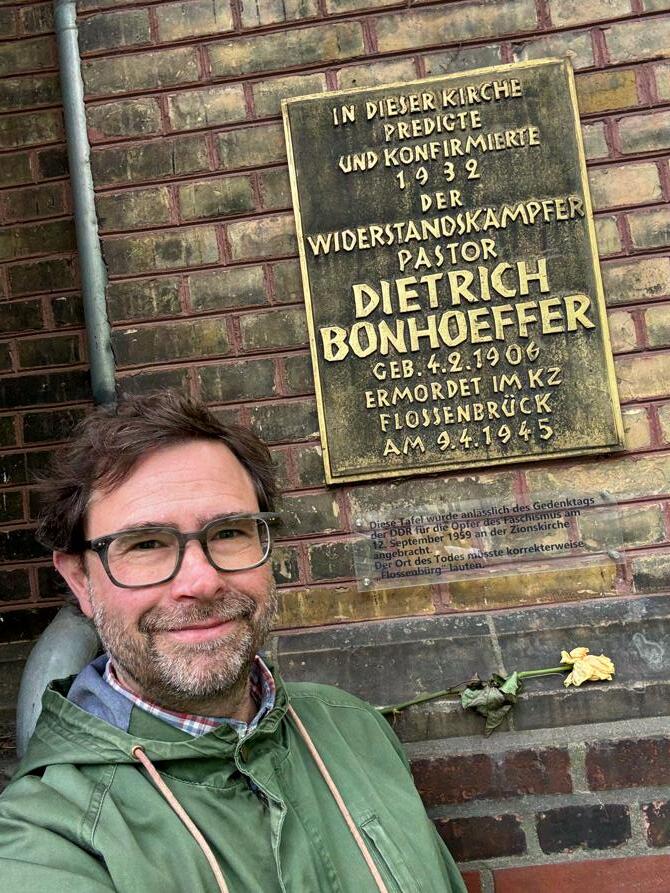 IN DIESER KIRCHE
PREDIGTE
UND KONFIRMIERTE
1932
DER
WIDERSTANDSKÄMPFER
PASTOR
DIETRICH
BONHOEFFER
GEB. 4.2.1906
ERMORDET IM KZ
FLOSSENBRÜCK
AM 9.4.1945
Diese Tafel wurde anlässlich des Gedenktags
der DDR für die Opfer des Faschismus am
12. September 1959 an der Zionskirche
angebracht.
Der Ort des Todes müsste korrekterweise
„Flossenbürg“ lauten.